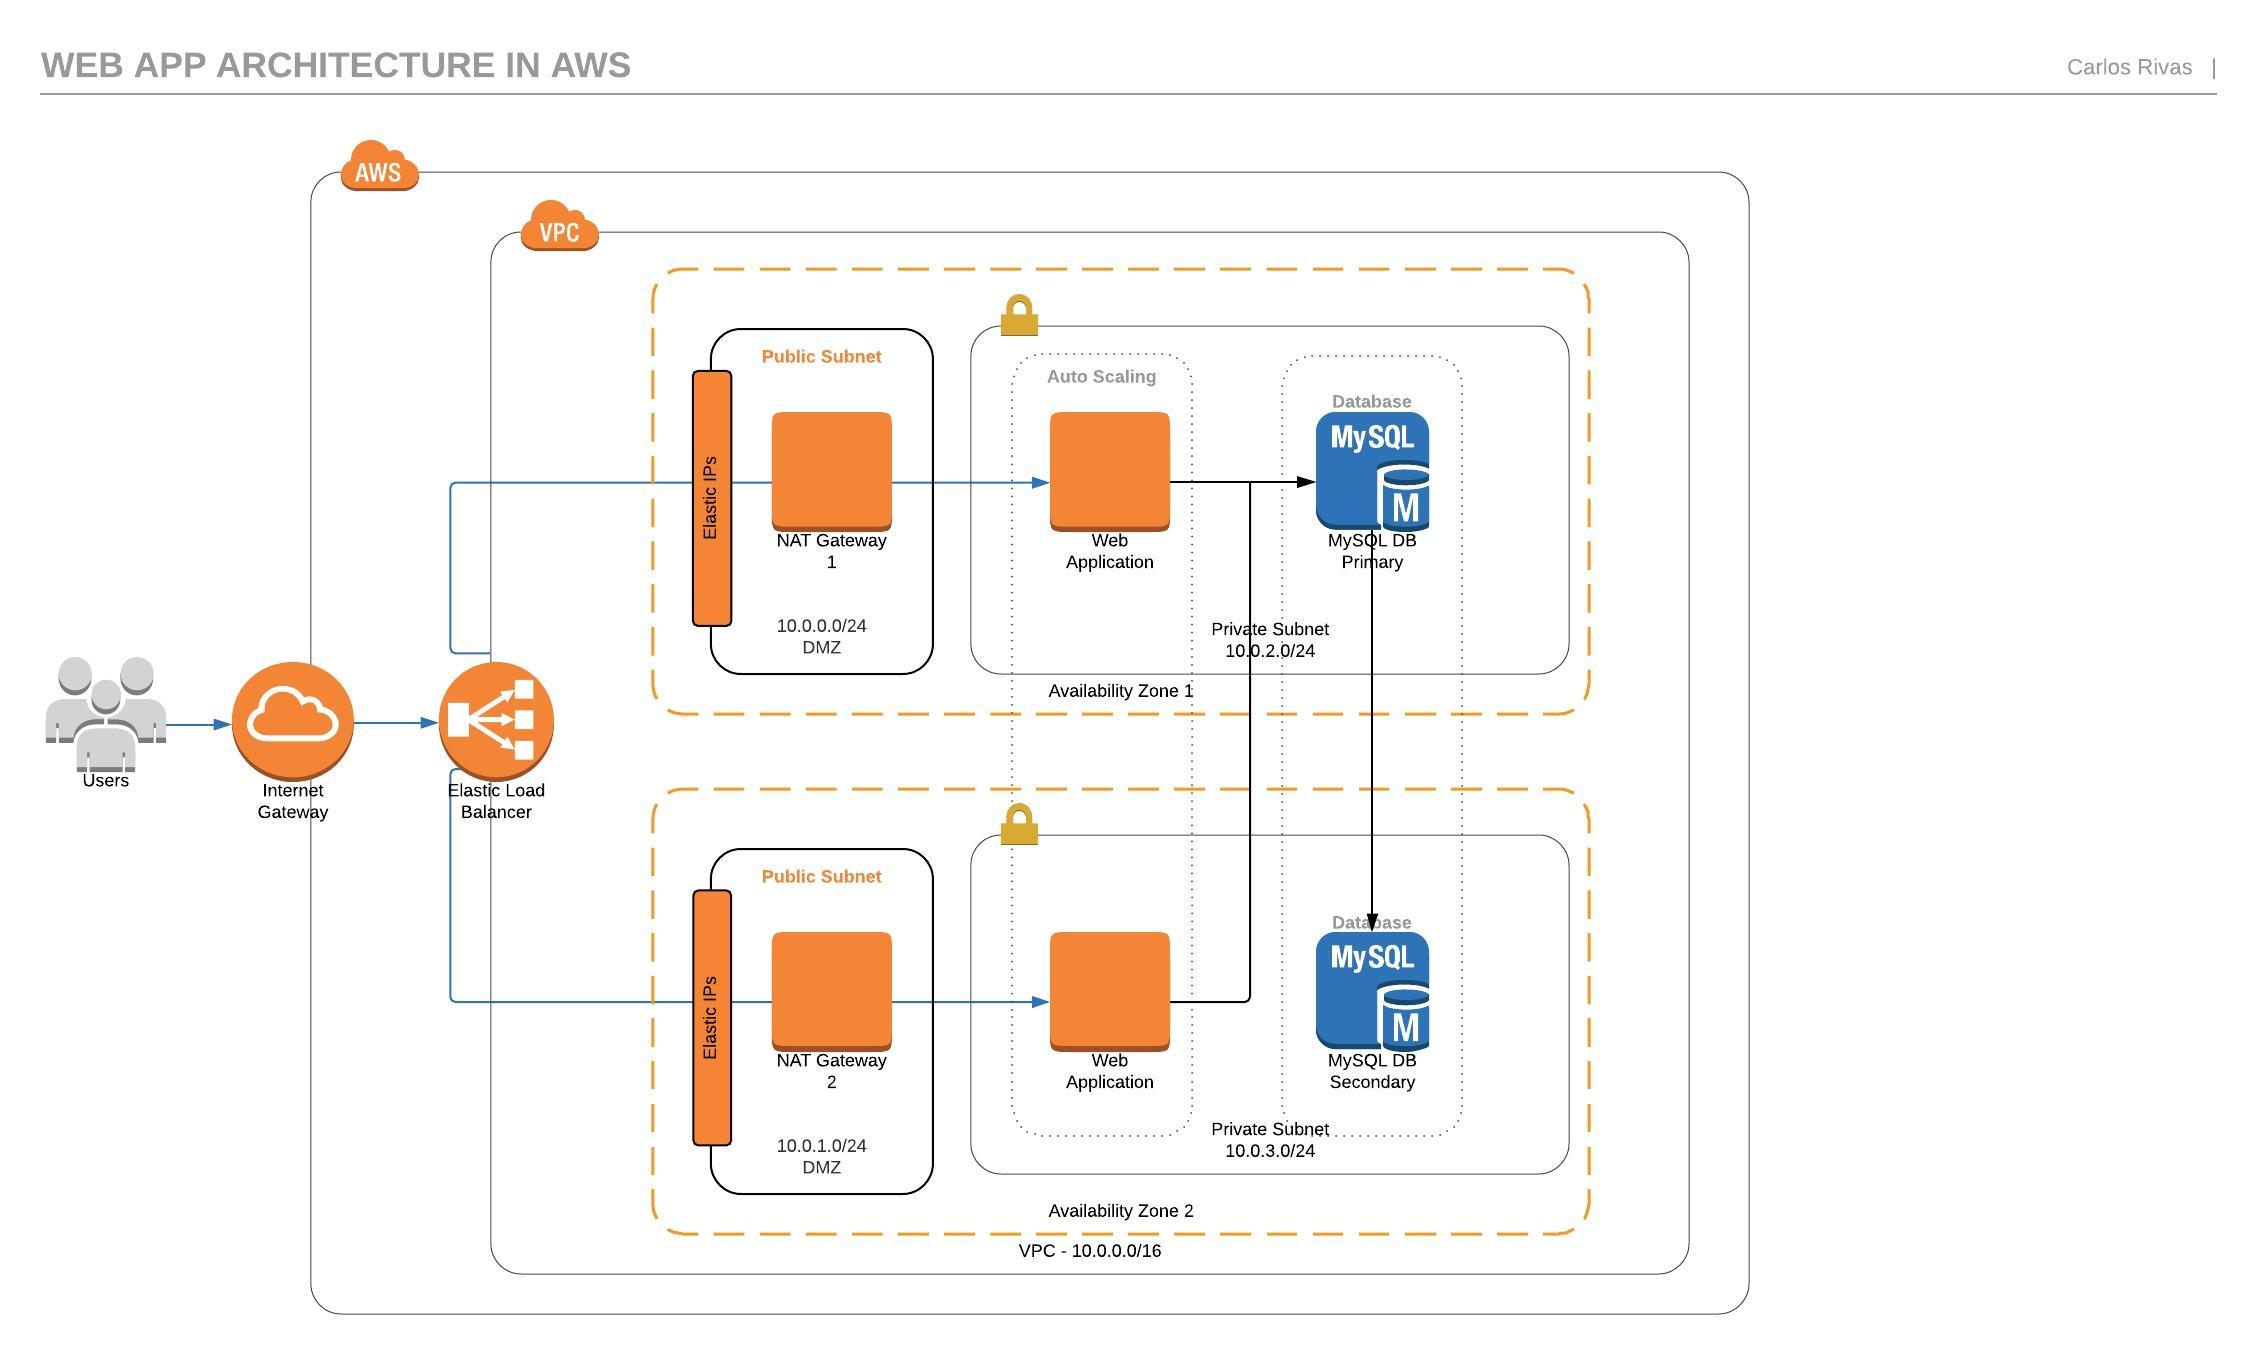 WEB APP ARCHITECTURE IN AWS
Carlos Rivas |
AWS
VPC
Public Subnet
Elastic IPs
NAT Gateway
1
10.0.0.0/24
DMZ
Auto Scaling
Web
Application
Database
MySQL
M
MySQL DB
Primary
Private Subnet
10.0.2.0/24
Availability Zone 1
Users
Internet
Gateway
Elastic Load
Balancer
Public Subnet
Elastic IPs
NAT Gateway
2
10.0.1.0/24
DMZ
Web
Application
Database
MySQL
M
MySQL DB
Secondary
Private Subnet
10.0.3.0/24
Availability Zone 2
VPC - 10.0.0.0/16